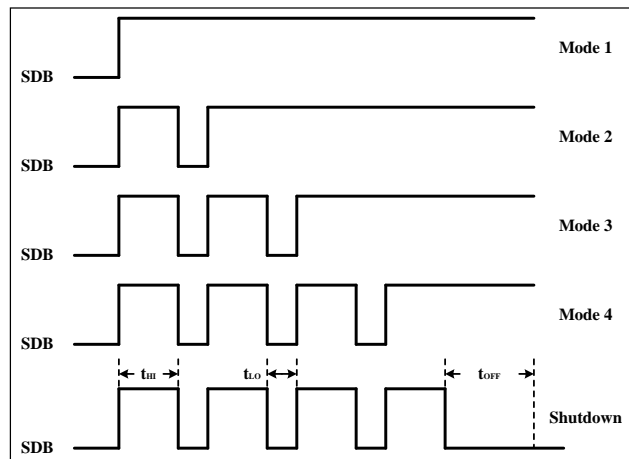 Mode 1
SDB
Mode 2
SDB
Mode 3
SDB
Mode 4
SDB
tHI tLO tOFF
Shutdown
SDB